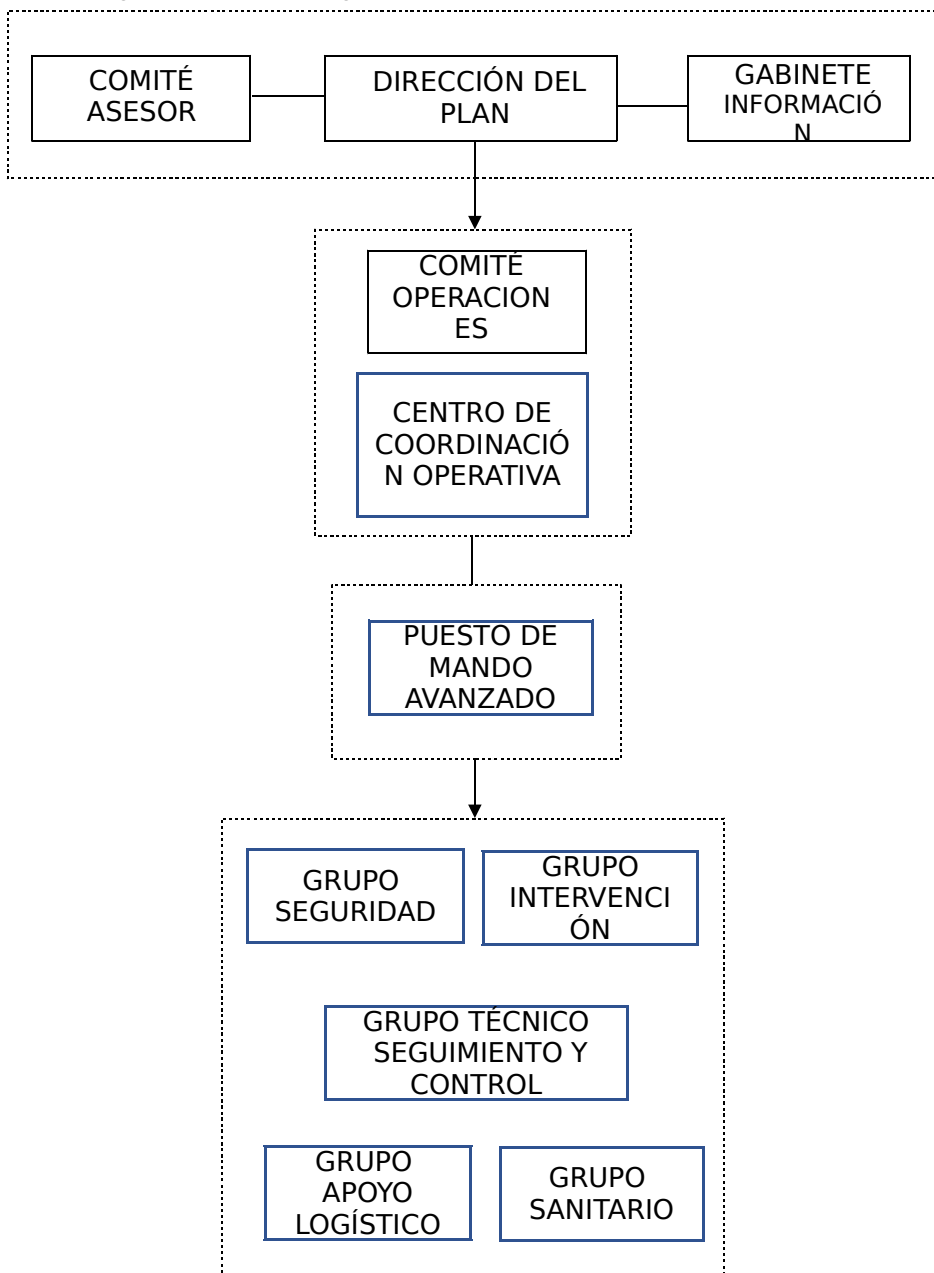 COMITÉ
ASESOR
DIRECCIÓN DEL
PLAN
GABINETE
INFORMACIÓ
N
COMITÉ
OPERACION
ES
CENTRO DE
COORDINACIÓ
N OPERATIVA
PUESTO DE
MANDO
AVANZADO
GRUPO
SEGURIDAD
GRUPO
INTERVENCI
ÓN
GRUPO TÉCNICO
SEGUIMIENTO Y
CONTROL
GRUPO
APOYO
LOGÍSTICO
GRUPO
SANITARIO